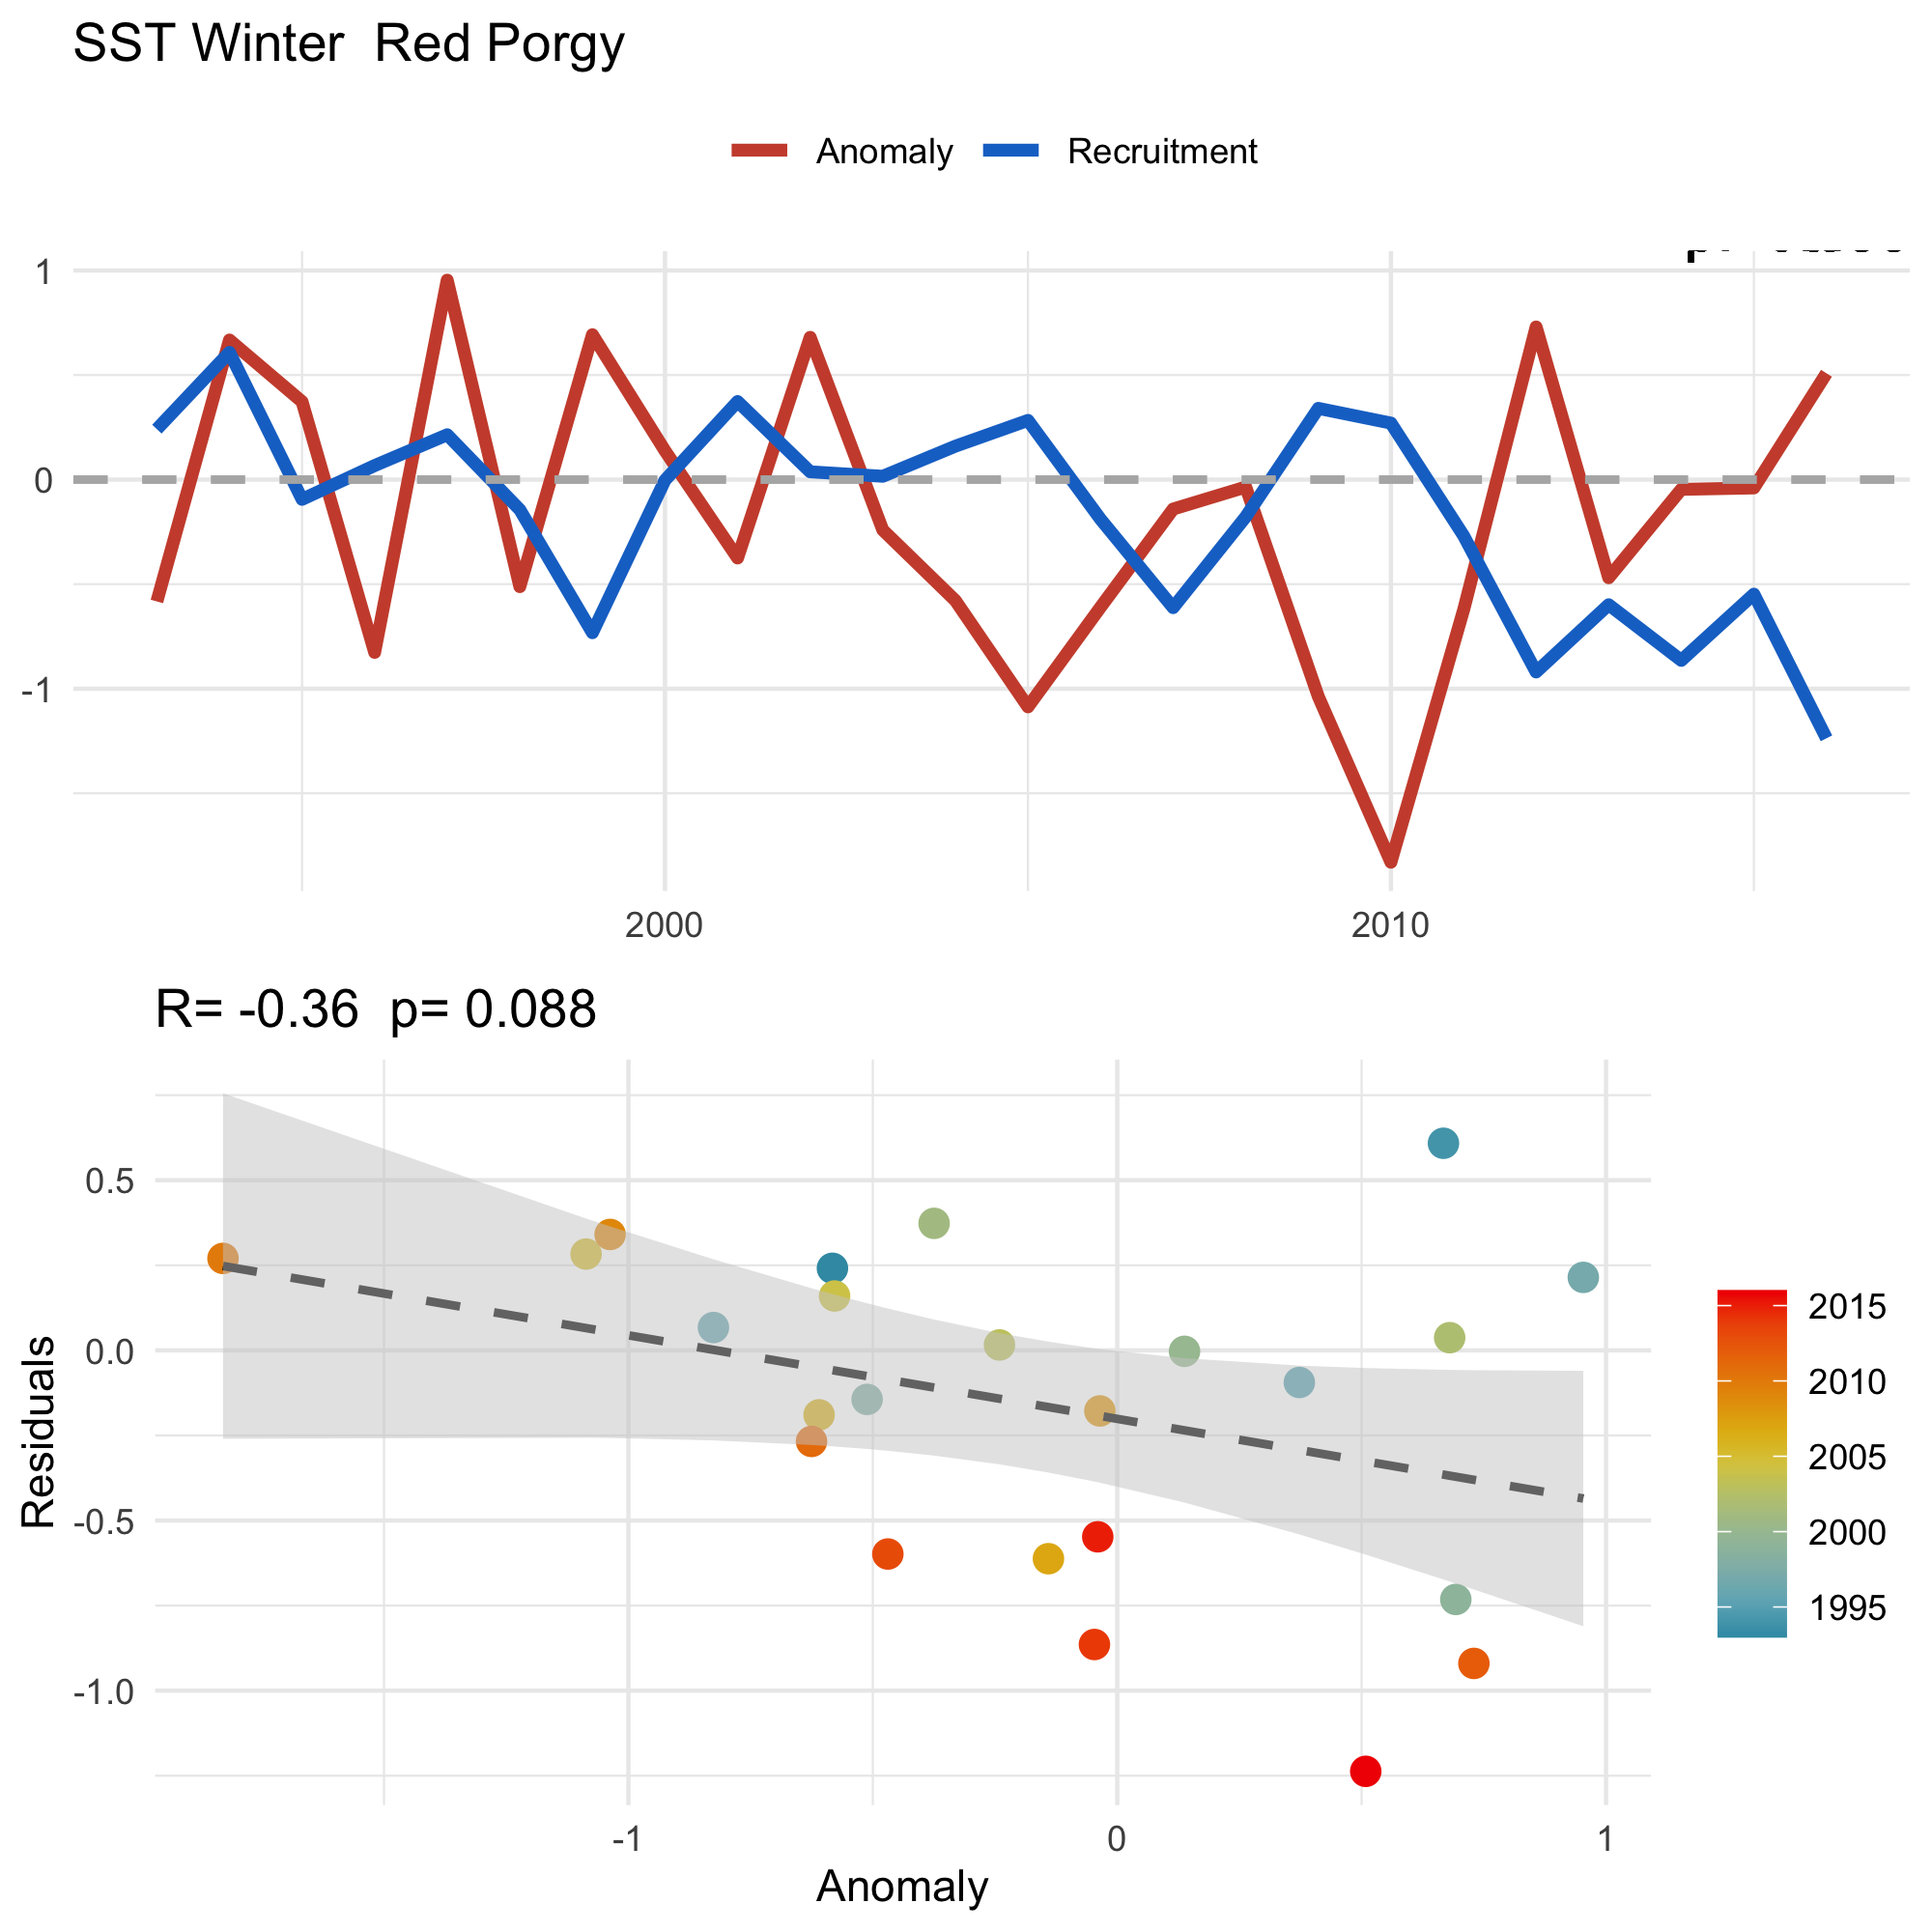 SST Winter  Red Porgy
Anomaly Recruitment
1
0
-1
2000 2010
R= -0.36  p= 0.088
Residuals
0.5
0.0
-0.5
-1.0
-1 0 1
Anomaly
2015
2010
2005
2000
1995